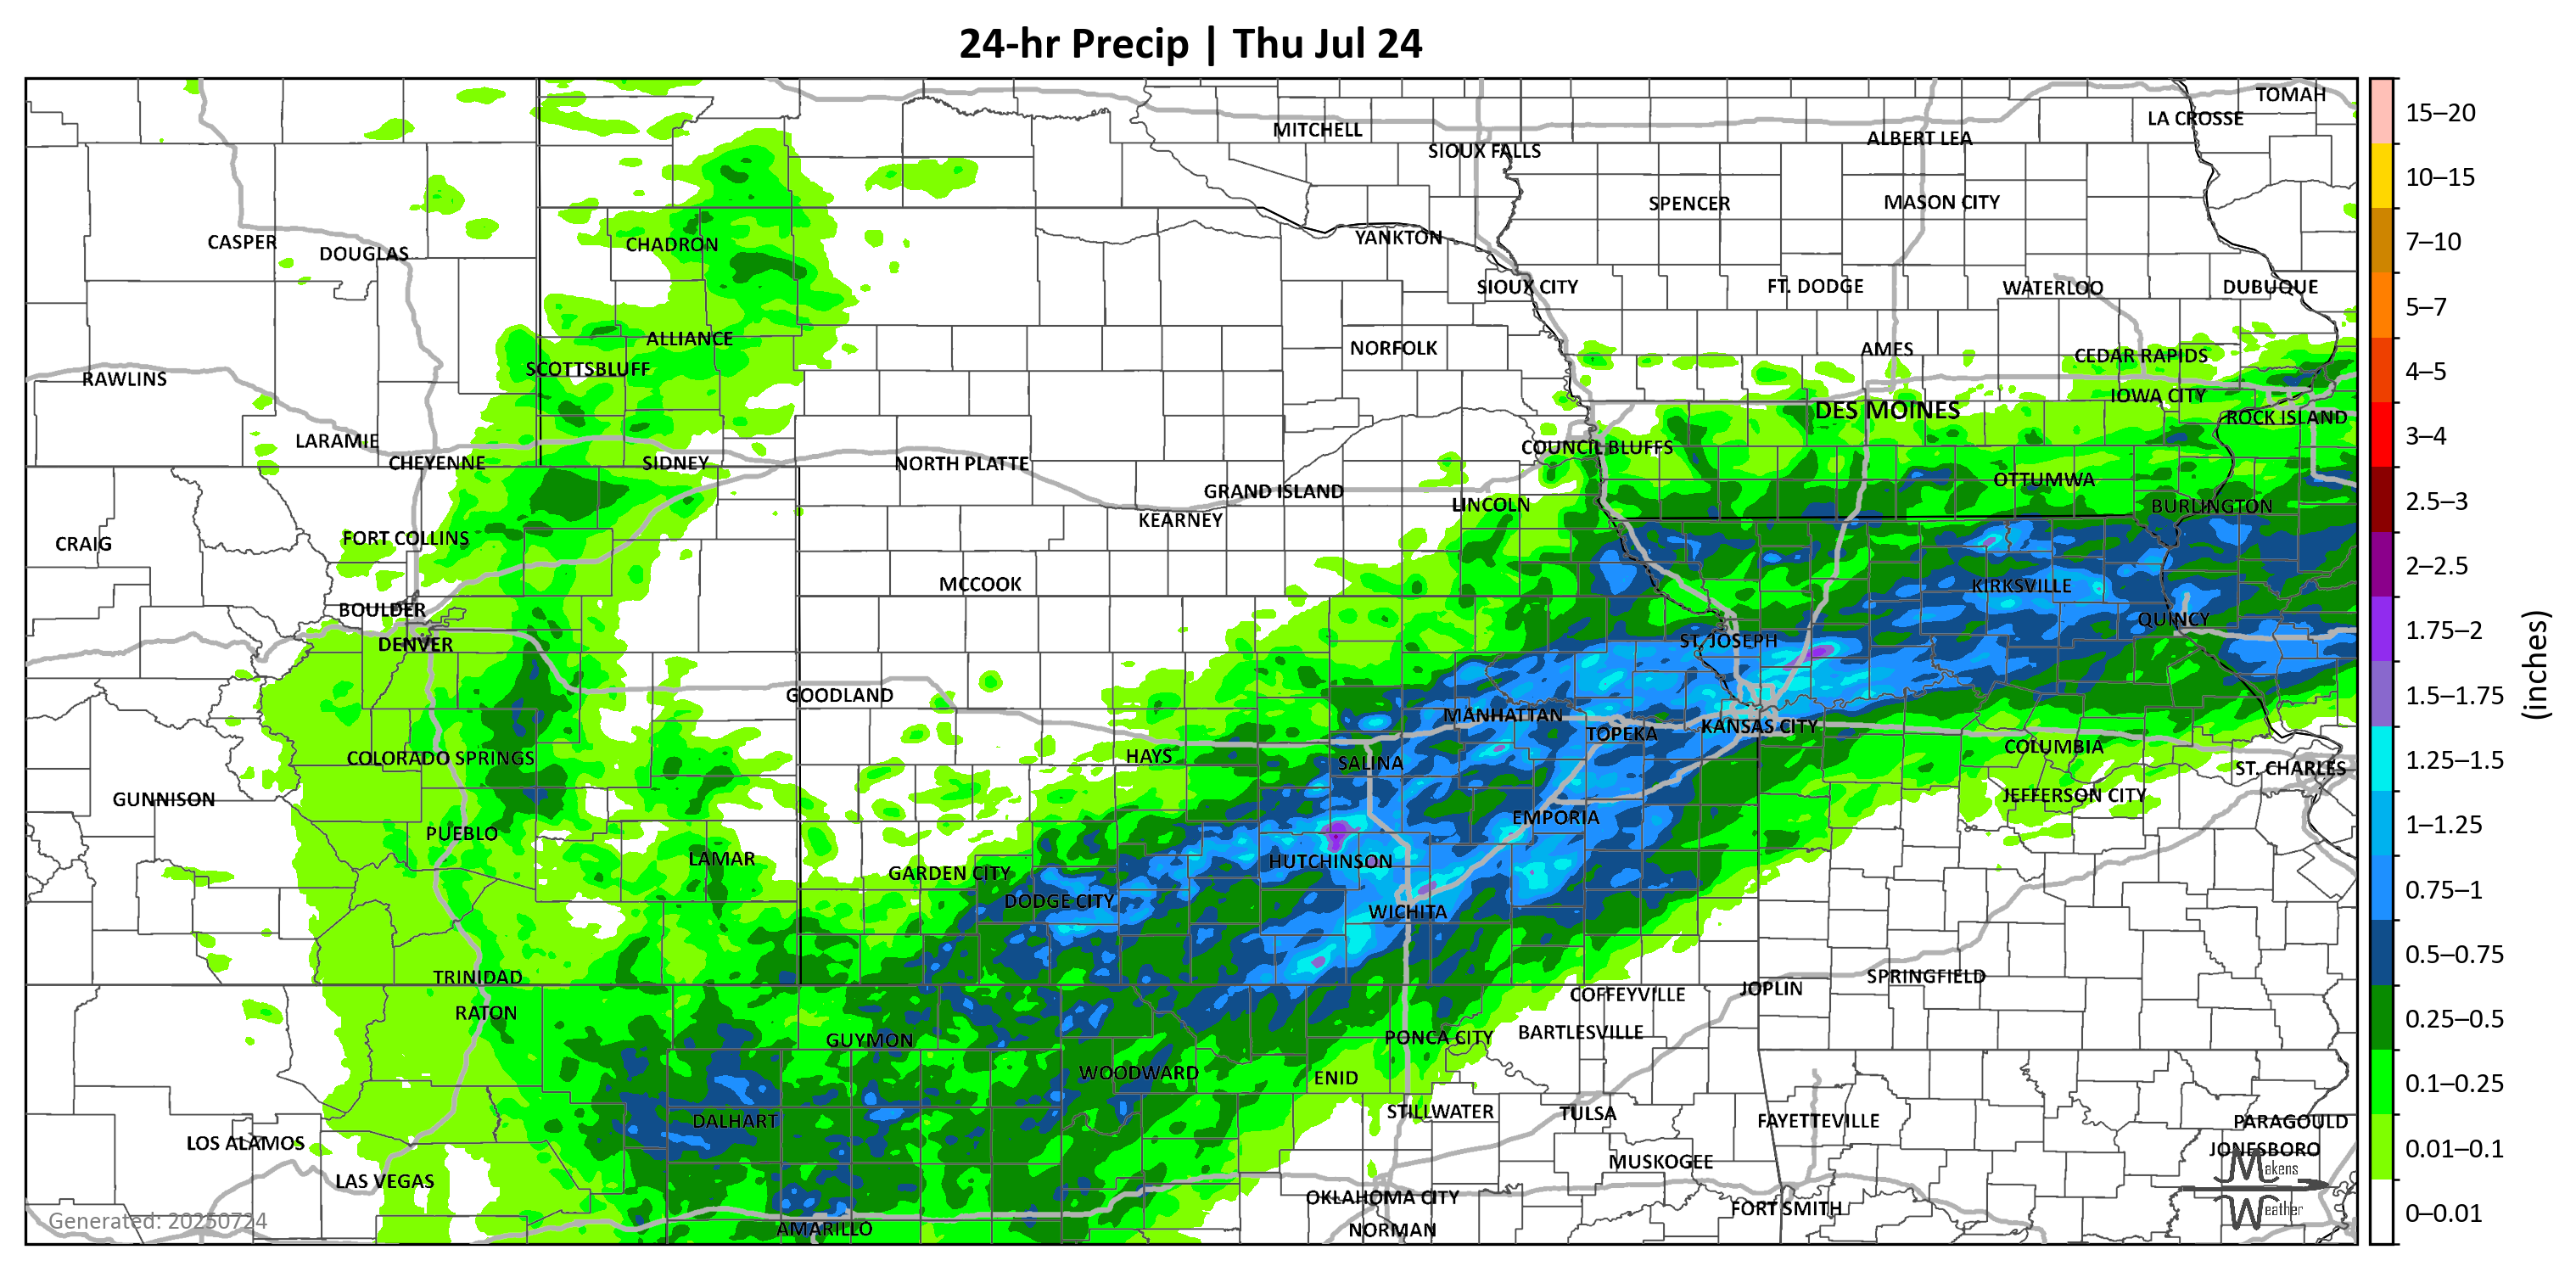 24-hr Precip | Thu Jul 24
TOMAH
LA CROSSE
MITCHELL
ALBERT LEA
SIOUX FALLS
SPENCER
MASON CITY
CASPER
DOUGLAS
CHADRON
YANKTON
SIOUX CITY
FT. DODGE
WATERLOO
DUBUQUE
ALLIANCE
NORFOLK
AMES
CEDAR RAPIDS
RAWLINS
SCOTTSBLUFF
IOWA CITY
DES MOINES
ROCK ISLAND
LARAMIE
COUNCIL BLUFFS
CHEYENNE
SIDNEY
NORTH PLATTE
OTTUMWA
GRAND ISLAND
LINCOLN
BURLINGTON
KEARNEY
CRAIG
FORT COLLINS
MCCOOK
KIRKSVILLE
BOULDER
QUINCY
DENVER
ST. JOSEPH
GOODLAND
MANHATTAN
TOPEKA
KANSAS CITY
COLORADO SPRINGS
HAYS
SALINA
COLUMBIA
ST. CHARLES
GUNNISON
JEFFERSON CITY
PUEBLO
EMPORIA
LAMAR
HUTCHINSON
GARDEN CITY
DODGE CITY
WICHITA
TRINIDAD
SPRINGFIELD
RATON
COFFEYVILLE
JOPLIN
GUYMON
PONCA CITY
BARTLESVILLE
WOODWARD
ENID
DALHART
STILLWATER
TULSA
FAYETTEVILLE
PARAGOULD
LOS ALAMOS
JONESBORO
LAS VEGAS
MUSKOGEE
OKLAHOMA CITY
FORT SMITH
AMARILLO
NORMAN
Makens
Weather
Generated: 20250724
15–20
10–15
7–10
5–7
4–5
3–4
2.5–3
2–2.5
1.75–2
1.5–1.75
1.25–1.5
1–1.25
0.75–1
0.5–0.75
0.25–0.5
0.1–0.25
0.01–0.1
0–0.01
(inches)